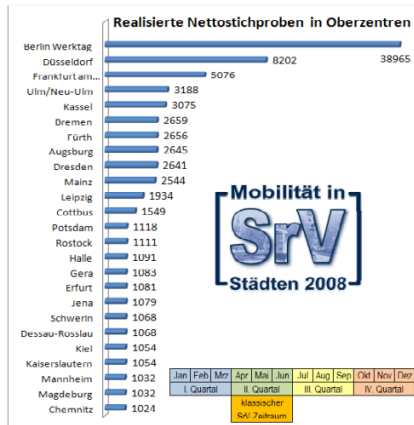 Realisierte Nettostichproben in Oberzentren
Berlin Werktag 38965
Düsseldorf 8202
Frankfurt am... 5076
Ulm/Neu-Ulm 3188
Kassel 3075
Bremen 2659
Fürth 2656
Augsburg 2645
Dresden 2641
Mainz 2544
Leipzig 1934
Cottbus 1549
Potsdam 1118
Rostock 1111
Halle 1091
Gera 1083
Erfurt 1081
Jena 1079
Schwerin 1068
Dessau-Rosslau 1068
Kiel 1054
Kaiserslautern 1054
Mannheim 1032
Magdeburg 1032
Chemnitz 1024
Mobilität in
SrV
Städten 2008
Jan Feb Mrz Apr Mai Jun Jul Aug Sep Okt Nov Dez
I. Quartal II. Quartal III. Quartal IV. Quartal
klassischer
SrV-Zeitraum